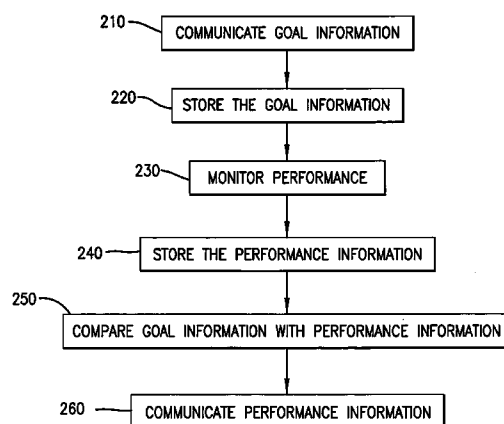 210
COMMUNICATE GOAL INFORMATION
220
STORE THE GOAL INFORMATION
230
MONITOR PERFORMANCE
240
STORE THE PERFORMANCE INFORMATION
250
COMPARE GOAL INFORMATION WITH PERFORMANCE INFORMATION
260
COMMUNICATE PERFORMANCE INFORMATION